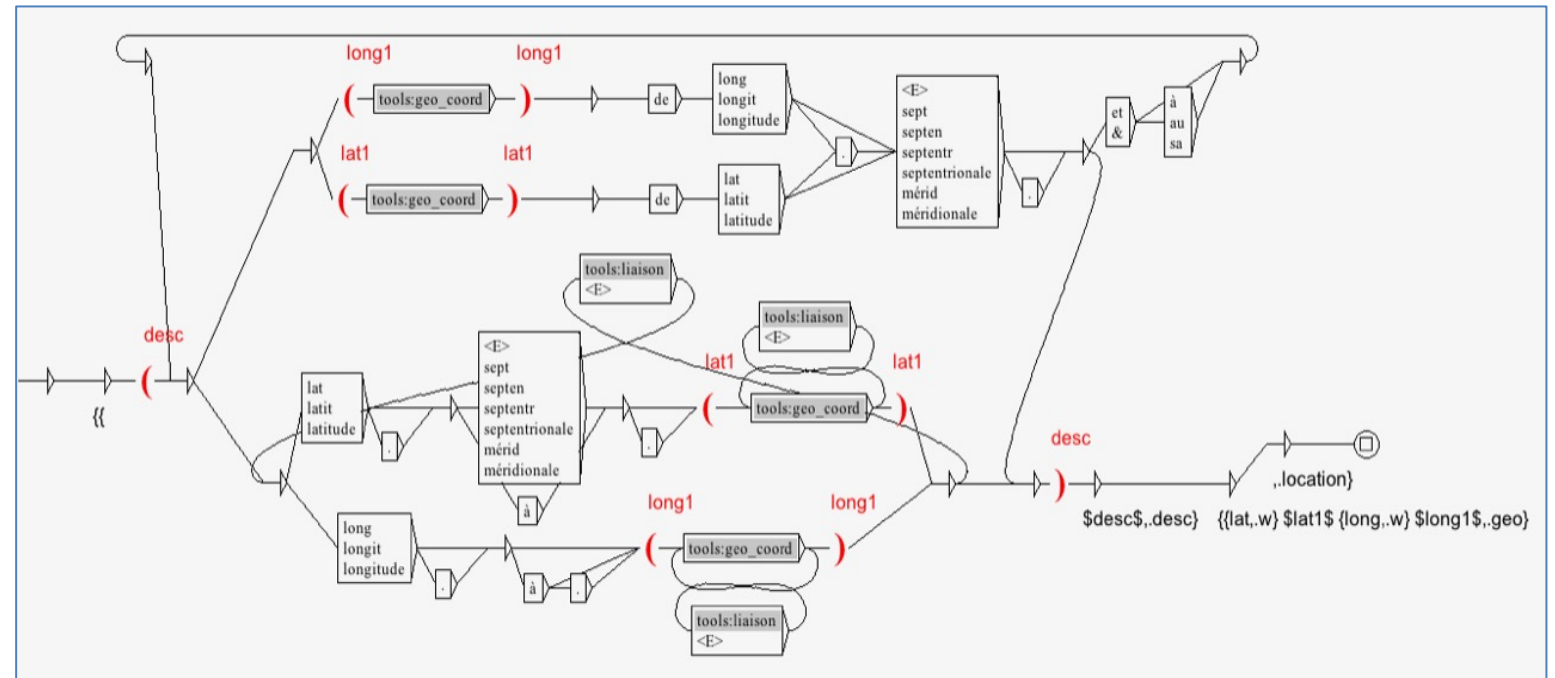 long1 long1
( tools:geo_coord ) de
long
longit
longitude
lat1 lat1
( tools:geo_coord ) de
lat
latit
latitude
.
<E>
sept
septen
septentr
septentrionale
mérid
méridionale
.
et
&
à
au
sa
tools:liaison
<E>
tools:liaison
<E>
desc
(
{{
lat
latit
latitude
.
<E>
sept
septen
septentr
septentrionale
mérid
méridionale
à
.
lat1 lat1
( tools:geo_coord )
long
longit
longitude
.
à .
long1 long1
( tools:geo_coord )
tools:liaison
<E>
desc
)
$desc$,.desc}
,.location}
{{lat,.w} $lat1$ {long,.w} $long1$,.geo}